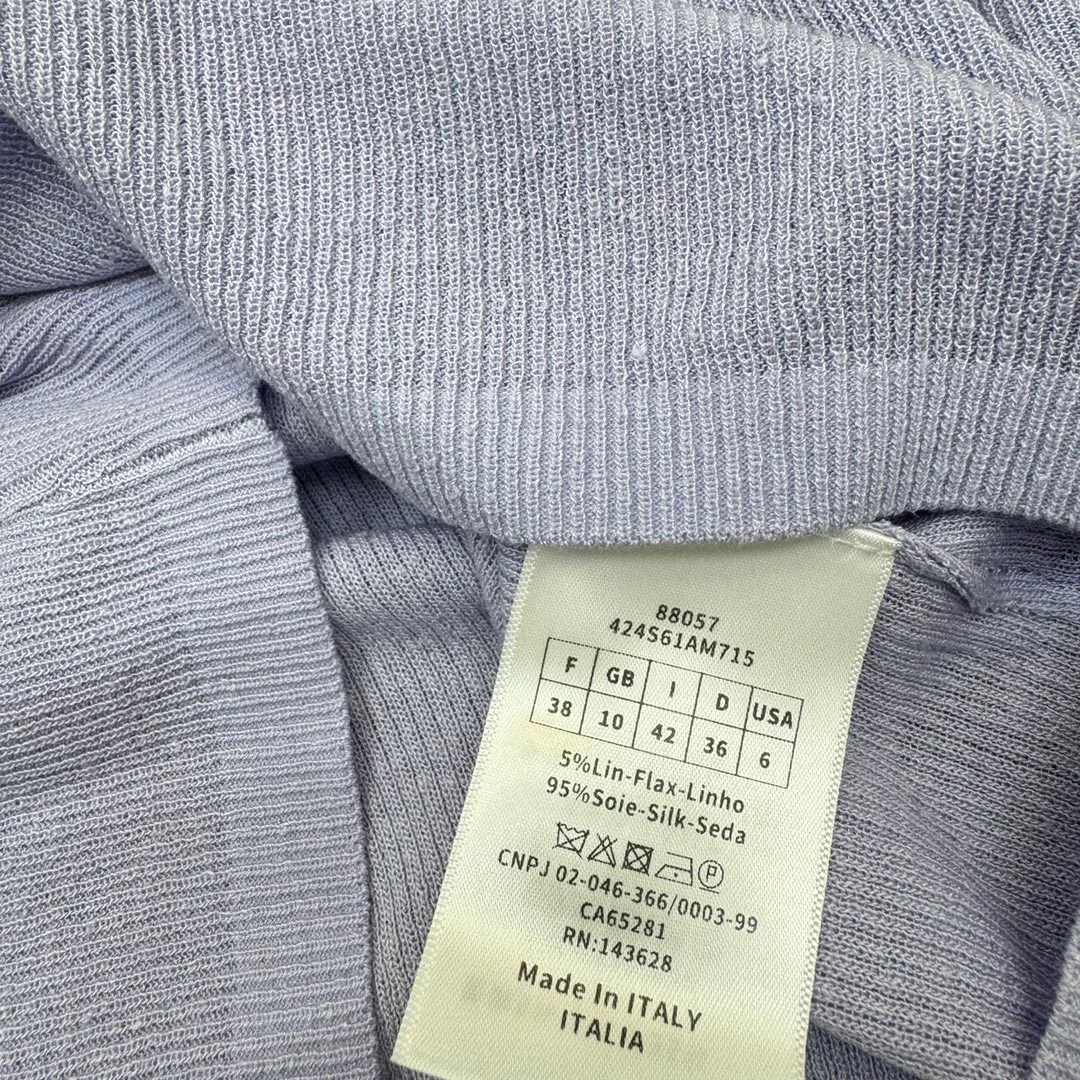 88057
424S61AM715
F GB I D USA
38 10 42 36 6
5%Lin-Flax-Linho
95%Soie-Silk-Seda
P
CNPJ 02-046-366/0003-99
CA65281
RN:143628
Made In ITALY
ITALIA